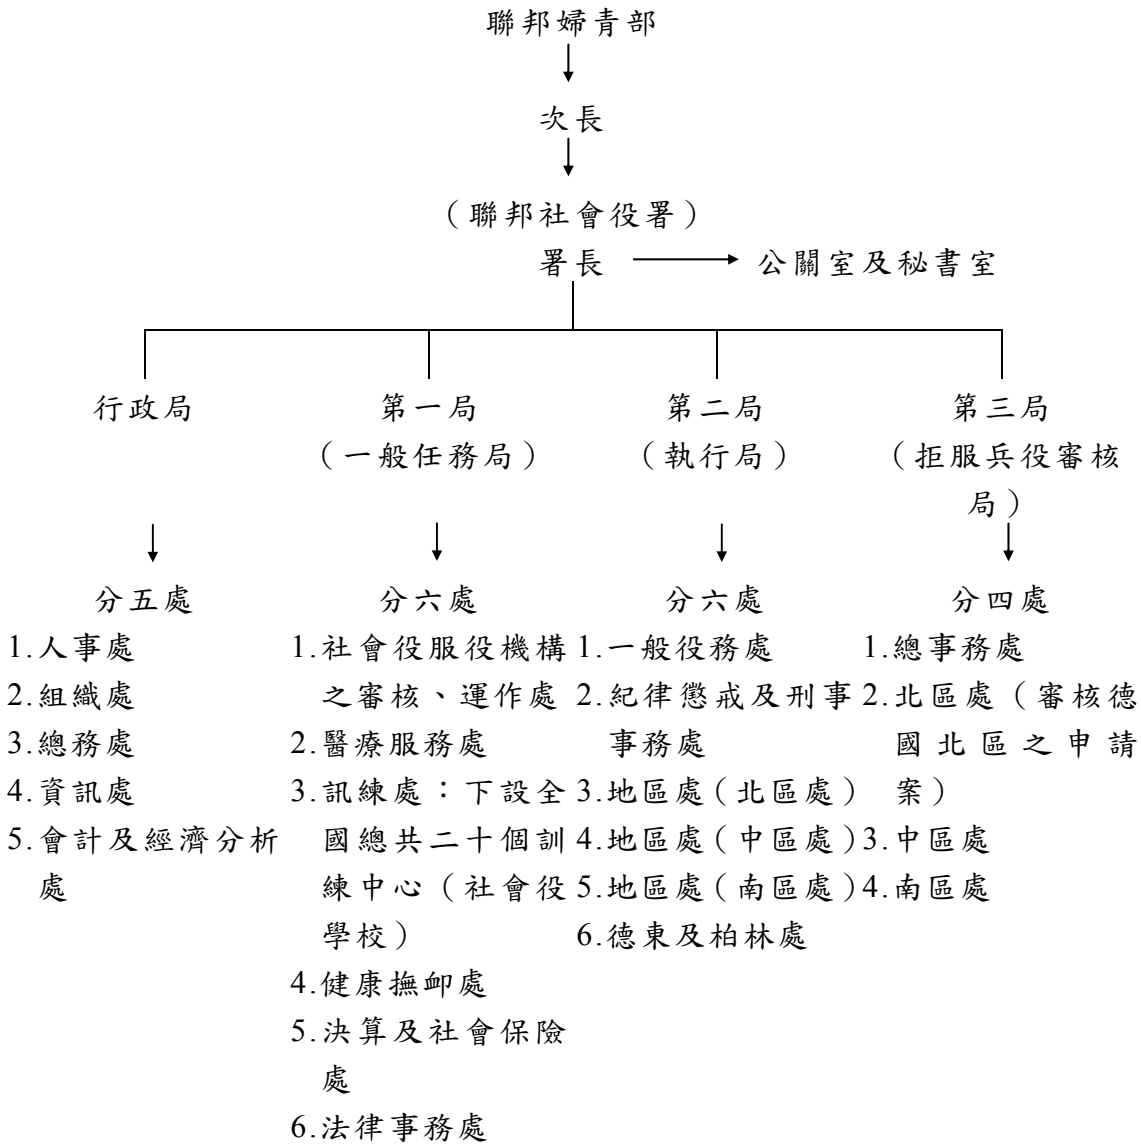 聯邦婦青部
次長
（聯邦社會役署）
署長
公關室及秘書室
行政局
分五處
1.人事處
2.組織處
3.總務處
4.資訊處
5.會計及經濟分析
處
第一局
（一般任務局）
分六處
1.社會役服役機構
之審核、運作處
2.醫療服務處
3.訊練處：下設全
國總共二十個訓
練中心（社會役
學校）
4.健康撫卹處
5.決算及社會保險
處
6.法律事務處
第二局
（執行局）
分六處
1.一般役務處
2.紀律懲戒及刑事
事務處
3.地區處（北區處）
4.地區處（中區處）
5.地區處（南區處）
6.德東及柏林處
第三局
（拒服兵役審核
局）
分四處
1.總事務處
2.北區處（審核德
國北區之申請
案）
3.中區處
4.南區處